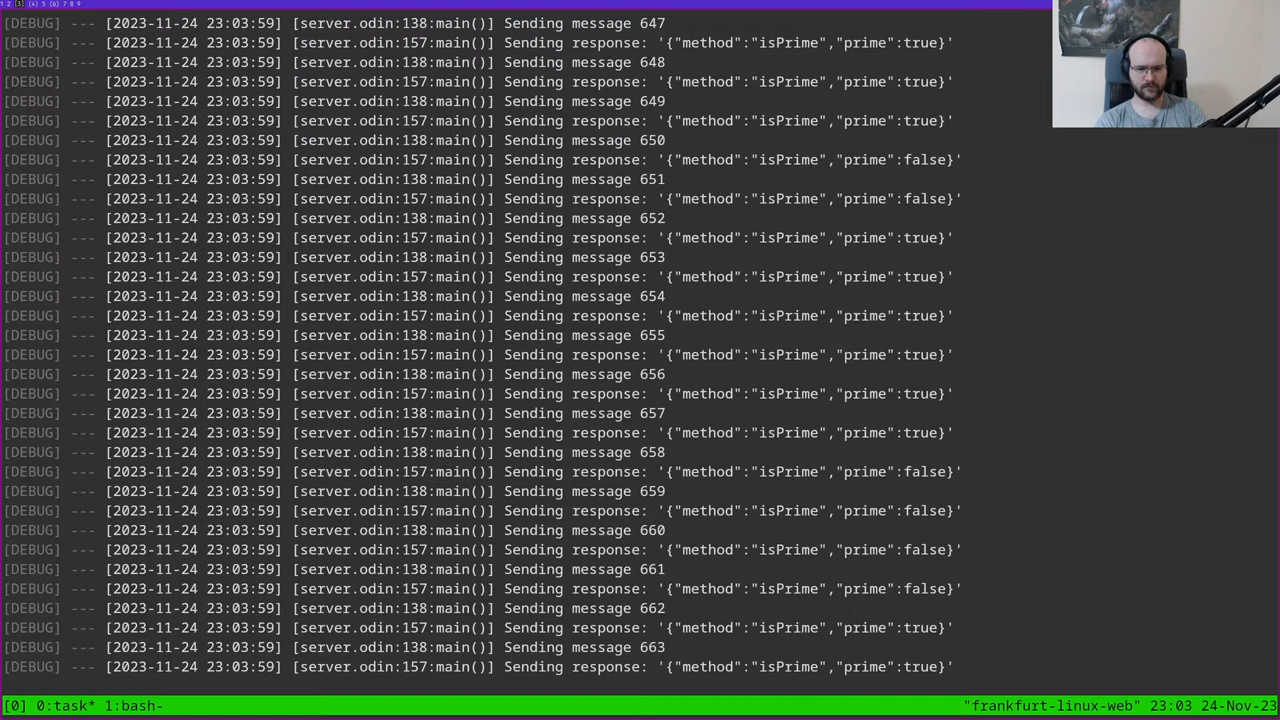 1 2 [3] (4) 5 (6) 7 8 9
[DEBUG] --- [2023-11-24 23:03:59] [server.odin:138:main()] Sending message 647
[DEBUG] --- [2023-11-24 23:03:59] [server.odin:157:main()] Sending response: '{"method":"isPrime","prime":true}'
[DEBUG] --- [2023-11-24 23:03:59] [server.odin:138:main()] Sending message 648
[DEBUG] --- [2023-11-24 23:03:59] [server.odin:157:main()] Sending response: '{"method":"isPrime","prime":true}'
[DEBUG] --- [2023-11-24 23:03:59] [server.odin:138:main()] Sending message 649
[DEBUG] --- [2023-11-24 23:03:59] [server.odin:157:main()] Sending response: '{"method":"isPrime","prime":true}'
[DEBUG] --- [2023-11-24 23:03:59] [server.odin:138:main()] Sending message 650
[DEBUG] --- [2023-11-24 23:03:59] [server.odin:157:main()] Sending response: '{"method":"isPrime","prime":false}'
[DEBUG] --- [2023-11-24 23:03:59] [server.odin:138:main()] Sending message 651
[DEBUG] --- [2023-11-24 23:03:59] [server.odin:157:main()] Sending response: '{"method":"isPrime","prime":false}'
[DEBUG] --- [2023-11-24 23:03:59] [server.odin:138:main()] Sending message 652
[DEBUG] --- [2023-11-24 23:03:59] [server.odin:157:main()] Sending response: '{"method":"isPrime","prime":true}'
[DEBUG] --- [2023-11-24 23:03:59] [server.odin:138:main()] Sending message 653
[DEBUG] --- [2023-11-24 23:03:59] [server.odin:157:main()] Sending response: '{"method":"isPrime","prime":true}'
[DEBUG] --- [2023-11-24 23:03:59] [server.odin:138:main()] Sending message 654
[DEBUG] --- [2023-11-24 23:03:59] [server.odin:157:main()] Sending response: '{"method":"isPrime","prime":true}'
[DEBUG] --- [2023-11-24 23:03:59] [server.odin:138:main()] Sending message 655
[DEBUG] --- [2023-11-24 23:03:59] [server.odin:157:main()] Sending response: '{"method":"isPrime","prime":true}'
[DEBUG] --- [2023-11-24 23:03:59] [server.odin:138:main()] Sending message 656
[DEBUG] --- [2023-11-24 23:03:59] [server.odin:157:main()] Sending response: '{"method":"isPrime","prime":true}'
[DEBUG] --- [2023-11-24 23:03:59] [server.odin:138:main()] Sending message 657
[DEBUG] --- [2023-11-24 23:03:59] [server.odin:157:main()] Sending response: '{"method":"isPrime","prime":true}'
[DEBUG] --- [2023-11-24 23:03:59] [server.odin:138:main()] Sending message 658
[DEBUG] --- [2023-11-24 23:03:59] [server.odin:157:main()] Sending response: '{"method":"isPrime","prime":false}'
[DEBUG] --- [2023-11-24 23:03:59] [server.odin:138:main()] Sending message 659
[DEBUG] --- [2023-11-24 23:03:59] [server.odin:157:main()] Sending response: '{"method":"isPrime","prime":false}'
[DEBUG] --- [2023-11-24 23:03:59] [server.odin:138:main()] Sending message 660
[DEBUG] --- [2023-11-24 23:03:59] [server.odin:157:main()] Sending response: '{"method":"isPrime","prime":false}'
[DEBUG] --- [2023-11-24 23:03:59] [server.odin:138:main()] Sending message 661
[DEBUG] --- [2023-11-24 23:03:59] [server.odin:157:main()] Sending response: '{"method":"isPrime","prime":false}'
[DEBUG] --- [2023-11-24 23:03:59] [server.odin:138:main()] Sending message 662
[DEBUG] --- [2023-11-24 23:03:59] [server.odin:157:main()] Sending response: '{"method":"isPrime","prime":true}'
[DEBUG] --- [2023-11-24 23:03:59] [server.odin:138:main()] Sending message 663
[DEBUG] --- [2023-11-24 23:03:59] [server.odin:157:main()] Sending response: '{"method":"isPrime","prime":true}'
[0] 0:task* 1:bash- "frankfurt-linux-web" 23:03 24-Nov-23